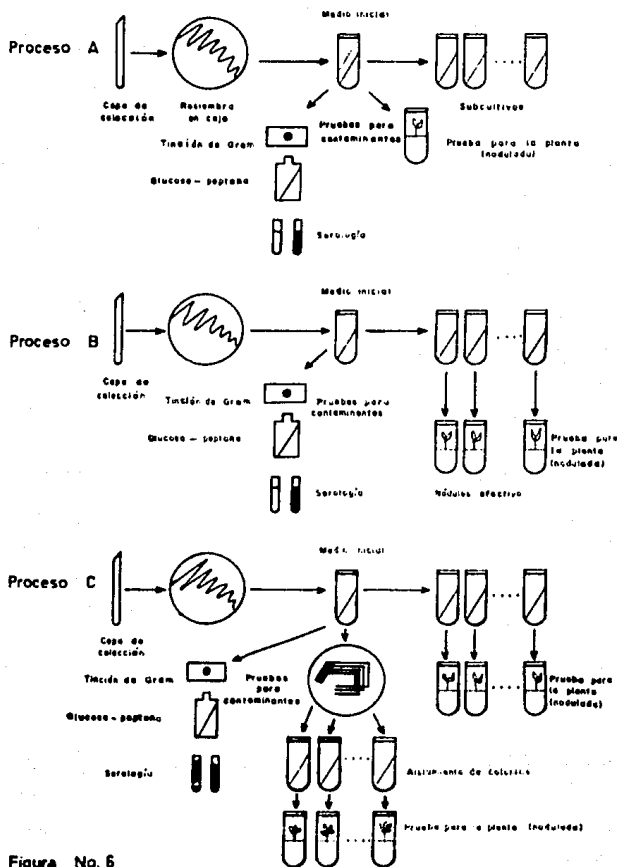 Medio inicial
Proceso A
Cepa de
colección
Resiembra
en caja
Subcultivos
Pruebas para
contaminantes
Tinción de Gram
Prueba para la planta
(nodulada)
Glucosa - peptona
Serología
Medio inicial
Proceso B
Cepa de
colección
Tinción de Gram
Pruebas para
contaminantes
Glucosa - peptona
Prueba para
la planta
(nodulada)
Serología
Nódulos efectivo
Medio inicial
Proceso C
Cepa de
colección
Tinción de Gram
Pruebas
para
contaminantes
Prueba para
la planta
(nodulada)
Glucosa - peptona
Serología
Aislamiento de colonias
Prueba para la planta (nodulada)
Figura No. 6